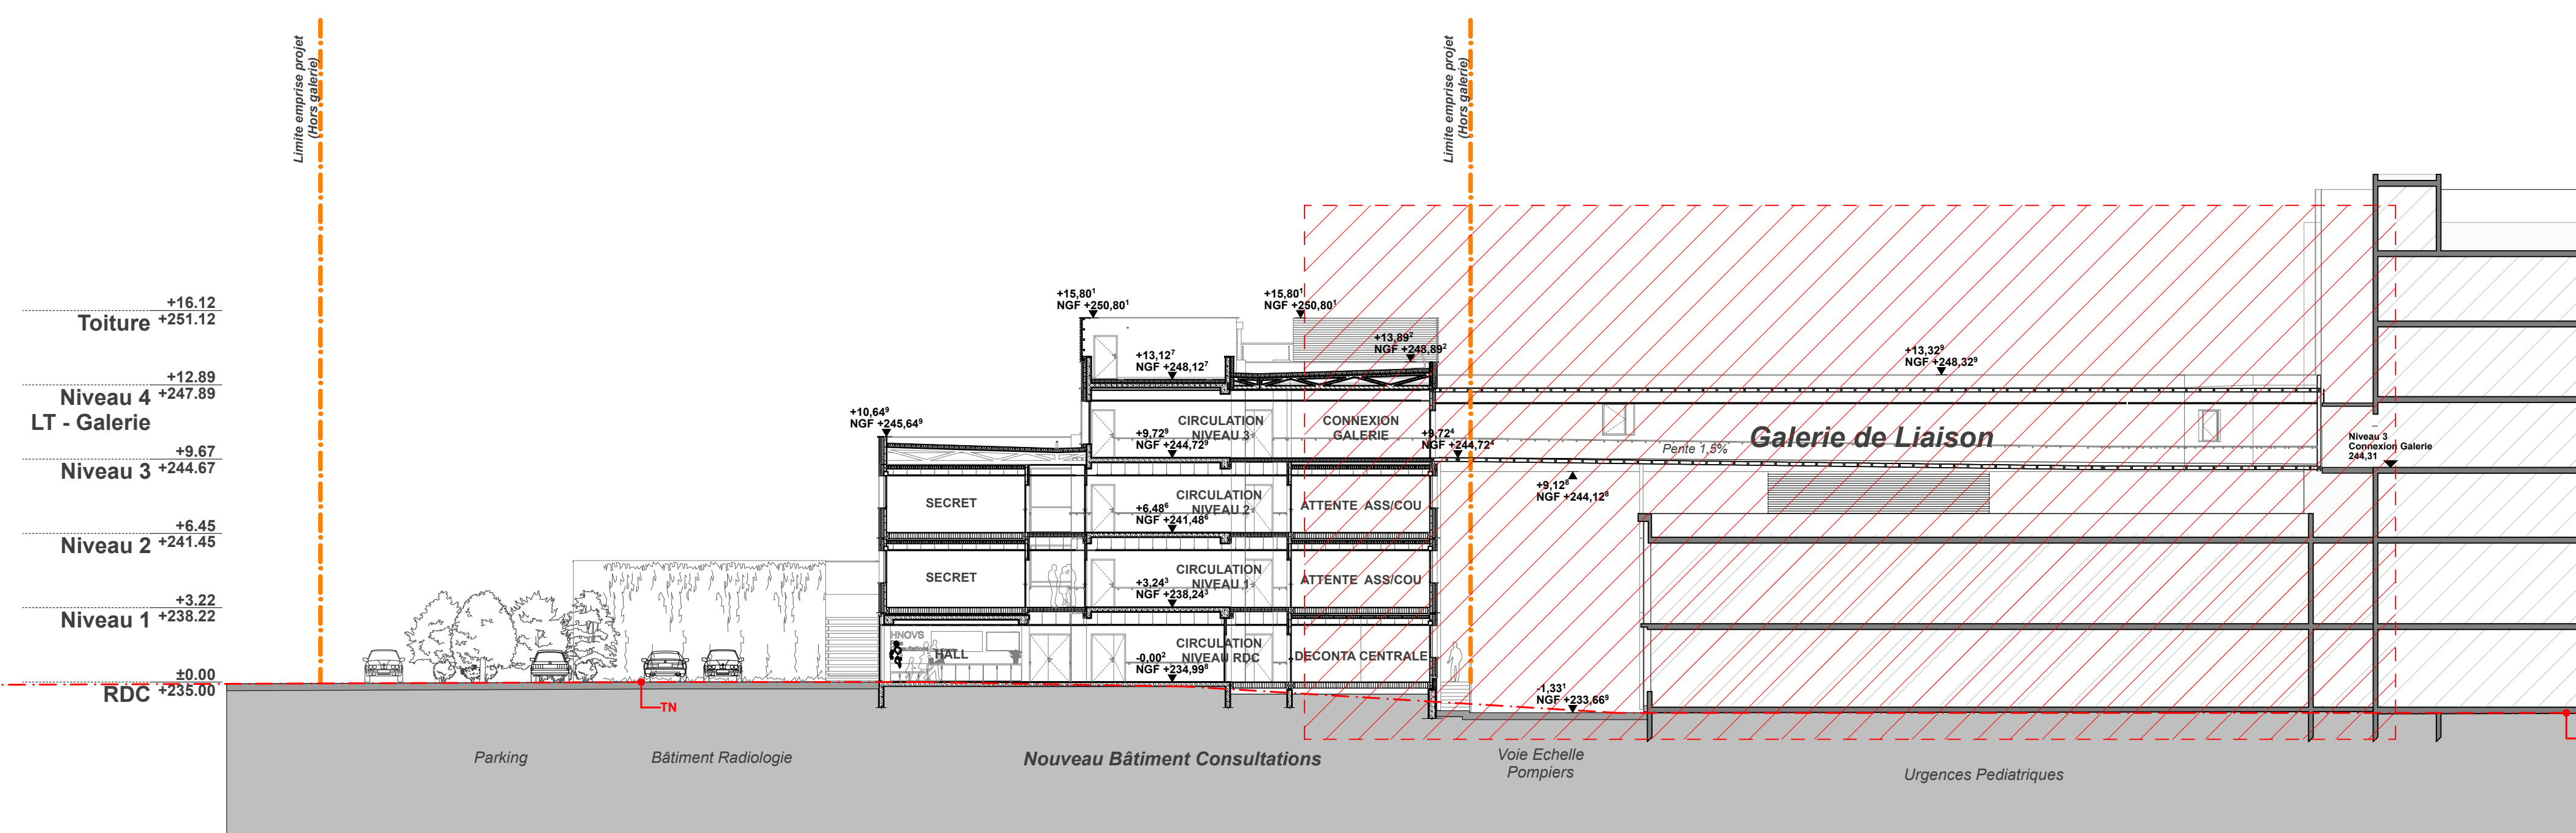 Limite emprise projet
(Hors galerie)
Limite emprise projet
(Hors galerie)
+16.12
Toiture +251.12
+12.89
Niveau 4 +247.89
LT - Galerie
+9.67
Niveau 3 +244.67
+6.45
Niveau 2 +241.45
+3.22
Niveau 1 +238.22
±0.00
RDC +235.00
TN
+10,64⁹
NGF +245,64⁹
+15,80¹
NGF +250,80¹
+15,80¹
NGF +250,80¹
+13,12⁷
NGF +248,12⁷
+13,89²
NGF +248,89²
+13,32⁹
NGF +248,32⁹
CIRCULATION
NIVEAU 3
+9,72⁹
NGF +244,72⁹
CONNEXION
GALERIE
+9,72⁴
NGF +244,72⁴
Galerie de Liaison
Pente 1,5%
Niveau 3
Connexion Galerie
244,31
SECRET
CIRCULATION
NIVEAU 2
+6,48⁶
NGF +241,48⁶
ATTENTE ASS/COU
+9,12⁸
NGF +244,12⁸
SECRET
CIRCULATION
NIVEAU 1
+3,24³
NGF +238,24³
ATTENTE ASS/COU
HNOVS
HALL
CIRCULATION
NIVEAU RDC
-0,00²
NGF +234,99⁸
DECONTA CENTRALE
-1,33¹
NGF +233,66⁹
Parking
Bâtiment Radiologie
Nouveau Bâtiment Consultations
Voie Echelle
Pompiers
Urgences Pediatriques